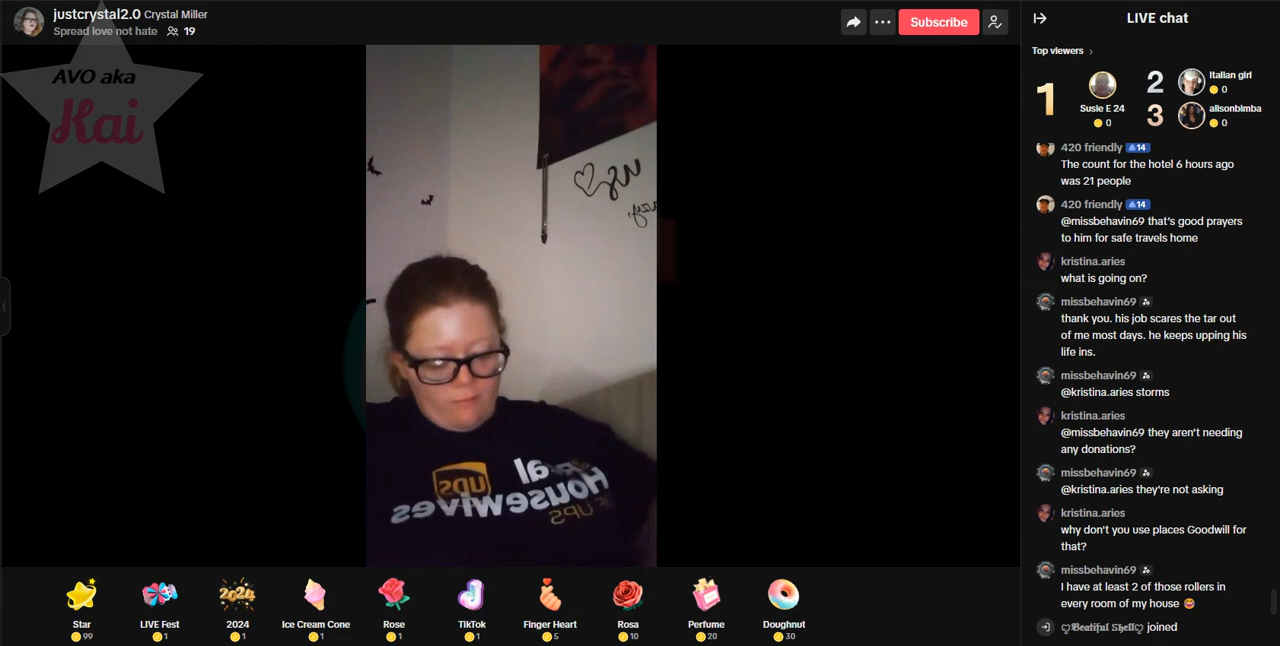 justcrystal2.0 Crystal Miller
Spread love not hate 19
Subscribe
AVO aka
Kai
us
ups
Real
Housewives
UPS
Star
99
LIVE Fest
1
2024
2024
1
Ice Cream Cone
1
Rose
1
TikTok
1
Finger Heart
5
Rosa
10
Perfume
20
Doughnut
30
LIVE chat
Top viewers
1
Susie E 24
0
2
Italian girl
0
3
alisonbimba
0
420 friendly 14
The count for the hotel 6 hours ago
was 21 people
420 friendly 14
@missbehavin69 that's good prayers
to him for safe travels home
kristina.aries
what is going on?
missbehavin69
thank you. his job scares the tar out
of me most days. he keeps upping his
life ins.
missbehavin69
@kristina.aries storms
kristina.aries
@missbehavin69 they aren't needing
any donations?
missbehavin69
@kristina.aries they're not asking
kristina.aries
why don't you use places Goodwill for
that?
missbehavin69
I have at least 2 of those rollers in
every room of my house
ღ𝕭𝖊𝖆𝖙𝖎𝖋𝖚𝖑 𝕾𝖍𝖊𝖑𝖑ღ joined